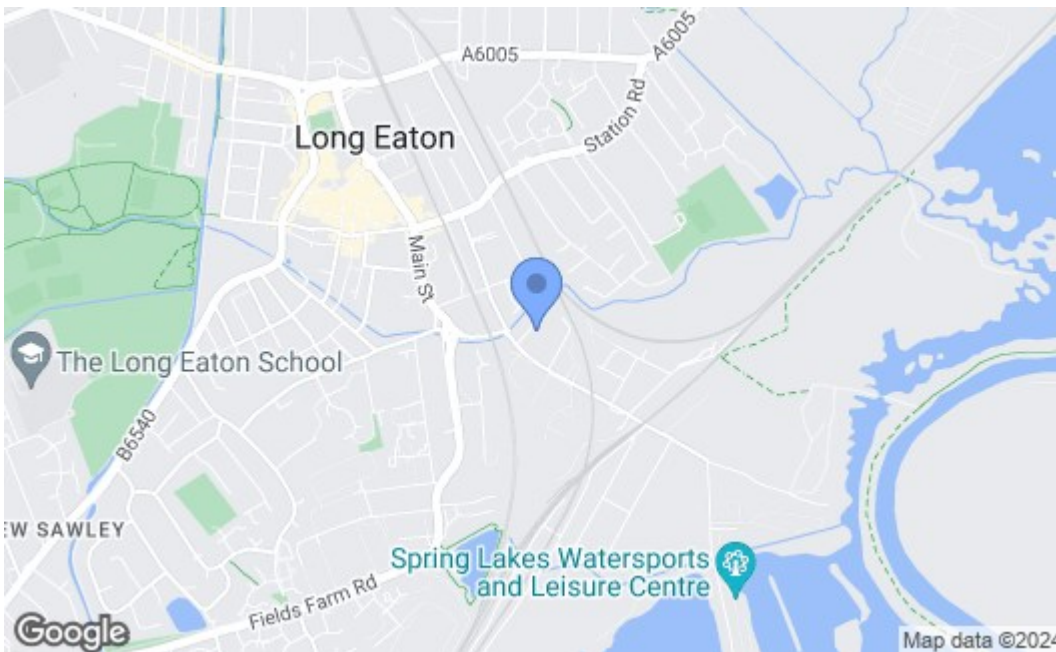 A6005
A6005
Long Eaton
Station Rd
Main St
The Long Eaton School
B6540
EW SAWLEY
Spring Lakes Watersports
and Leisure Centre
Fields Farm Rd
Google
Map data ©2024